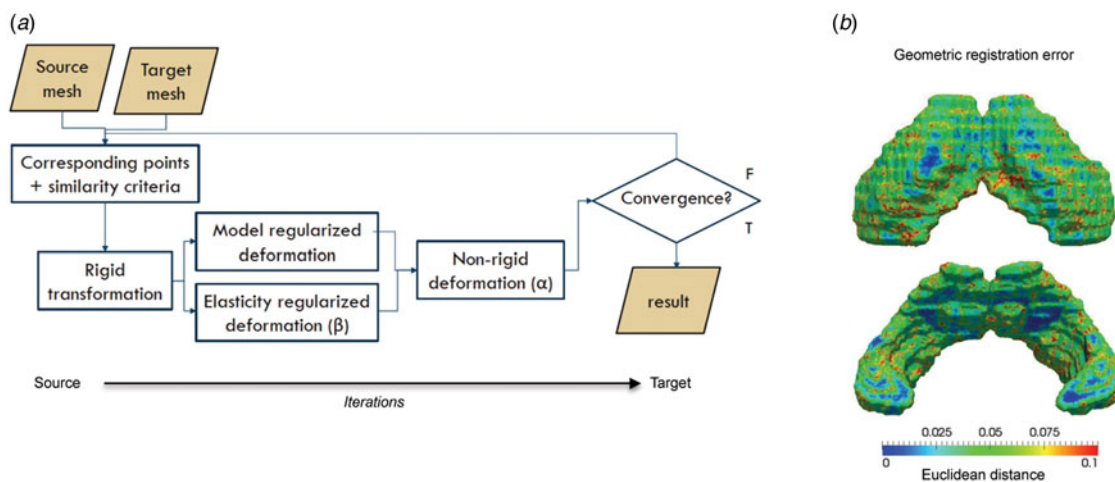 (a)
Source
mesh
Target
mesh
Corresponding points
+ similarity criteria
Rigid
transformation
Model regularized
deformation
Elasticity regularized
deformation (β)
Non-rigid
deformation (α)
Convergence?
F
T
result
Source
Target
Iterations
(b)
Geometric registration error
0.025 0.05 0.075
0 0.1
Euclidean distance